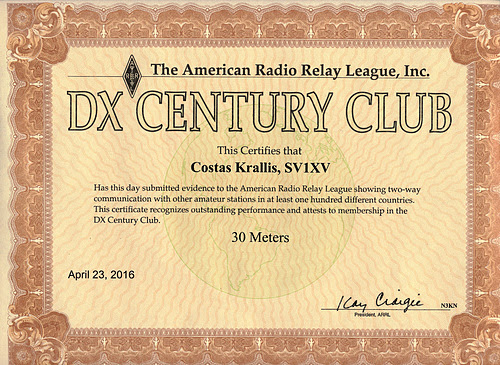 The American Radio Relay League, Inc.
DX CENTURY CLUB
This Certifies that
Costas Krallis, SV1XV
Has this day submitted evidence to the American Radio Relay League showing two-way
communication with other amateur stations in at least one hundred different countries.
This certificate recognizes outstanding performance and attests to membership in the
DX Century Club.
30 Meters
April 23, 2016
Kay Craigie N3KN
President, ARRL